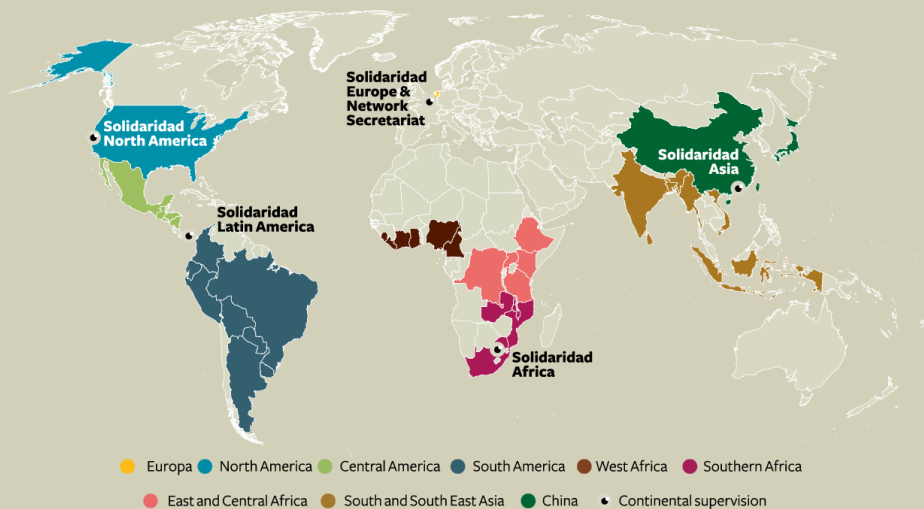 Solidaridad
Europe &
Network
Secretariat
Solidaridad
North America
Solidaridad
Asia
Solidaridad
Latin America
Solidaridad
Africa
Europa North America Central America South America West Africa Southern Africa
East and Central Africa South and South East Asia China Continental supervision